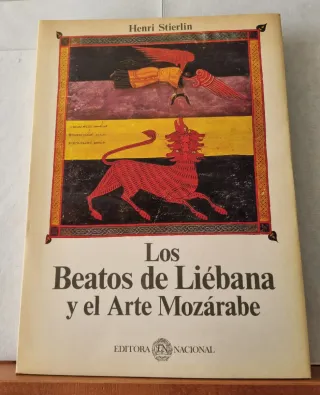 Henri Stierlin
Los
Beatos de Liébana
y el Arte Mozárabe
EDITORA NACIONAL